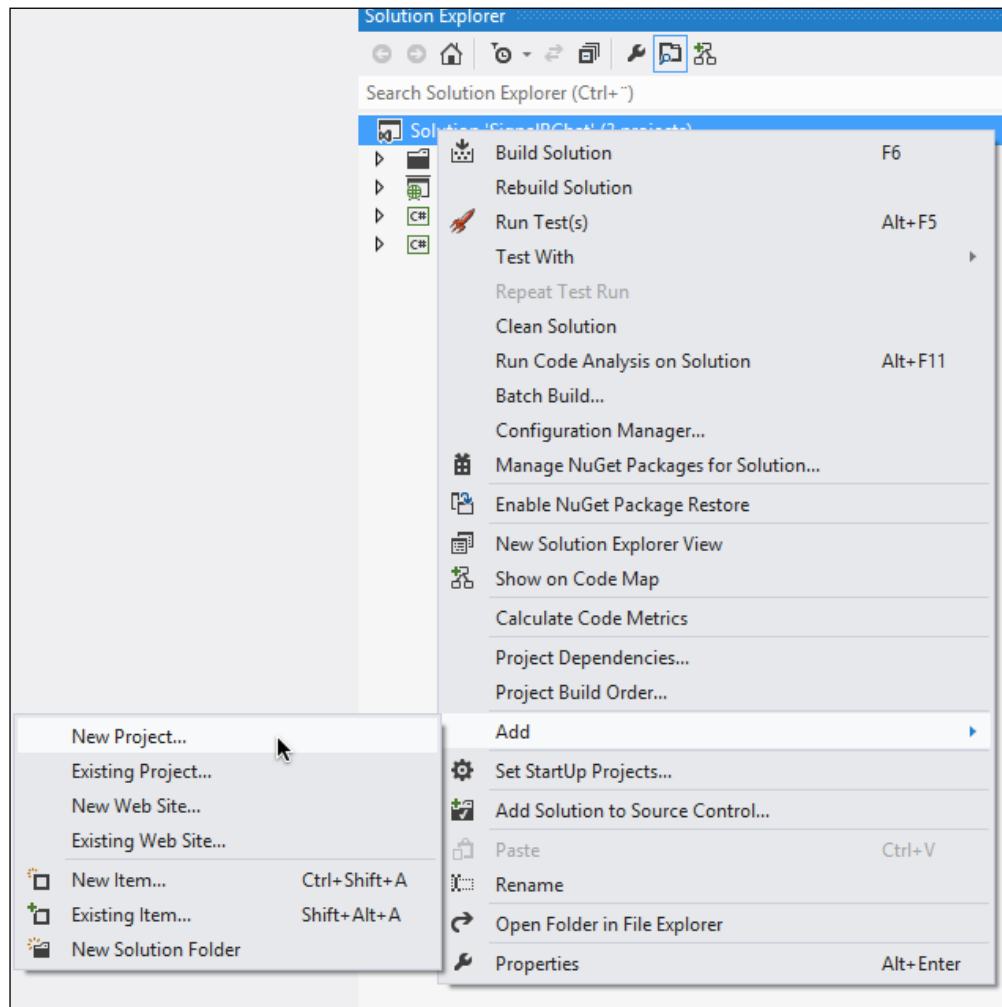 Solution Explorer
Search Solution Explorer (Ctrl+¨)
Solution 'SignalRChat' (3 projects)
Build Solution F6
Rebuild Solution
C# Run Test(s) Alt+F5
C# Test With
Repeat Test Run
Clean Solution
Run Code Analysis on Solution Alt+F11
Batch Build...
Configuration Manager...
Manage NuGet Packages for Solution...
Enable NuGet Package Restore
New Solution Explorer View
Show on Code Map
Calculate Code Metrics
Project Dependencies...
Project Build Order...
Add
Set StartUp Projects...
Add Solution to Source Control...
Paste Ctrl+V
Rename
Open Folder in File Explorer
Properties Alt+Enter
New Project...
Existing Project...
New Web Site...
Existing Web Site...
New Item... Ctrl+Shift+A
Existing Item... Shift+Alt+A
New Solution Folder